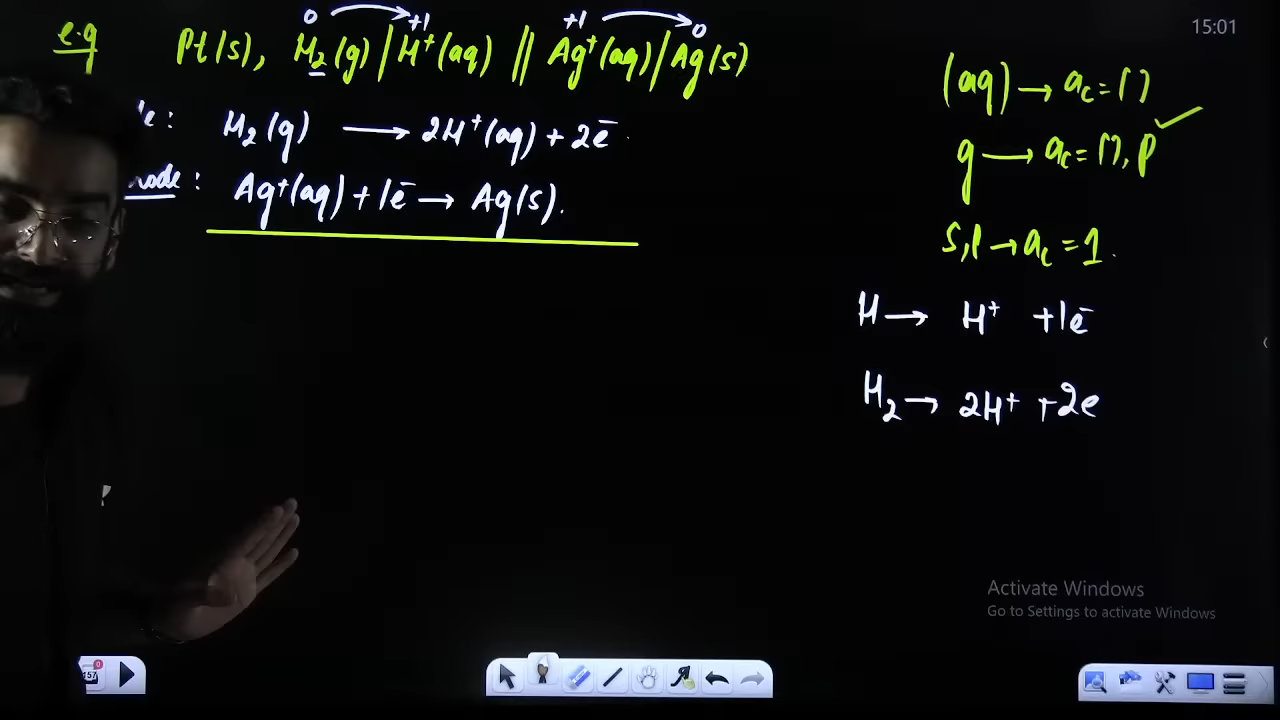 15:01
e.g Pt(s), H₂(g) | H⁺(aq) || Ag⁺(aq) | Ag(s)
0 → +1 +1 → 0
H₂(g) ⟶ 2H⁺(aq) + 2e⁻
Ag⁺(aq) + 1e⁻ → Ag(s).
(aq) → ac = []
g → ac = [], P ✓
S, l → ac = 1.
H → H⁺ + 1e⁻
H₂ → 2H⁺ + 2e
Activate Windows
Go to Settings to activate Windows